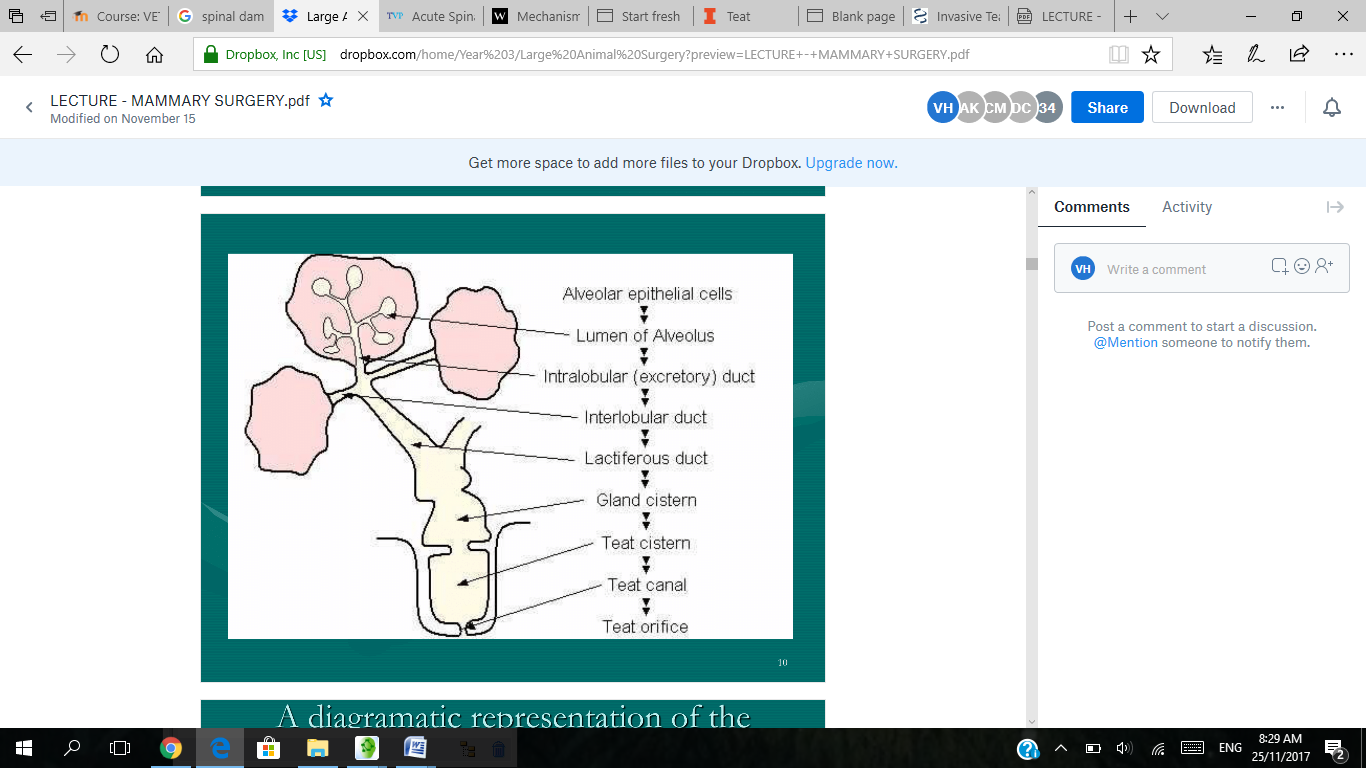 Course: VE
spinal dam
Large A
TVP
Acute Spin
W
Mechanism
Start fresh
Teat
Blank page
Invasive Tea
LECTURE -
Dropbox, Inc [US]
dropbox.com/home/Year%203/Large%20Animal%20Surgery?preview=LECTURE+-+MAMMARY+SURGERY.pdf
LECTURE - MAMMARY SURGERY.pdf
Modified on November 15
VH AK CM DC 34
Share
Download
Get more space to add more files to your Dropbox. Upgrade now.
Alveolar epithelial cells
Lumen of Alveolus
Intralobular (excretory) duct
Interlobular duct
Lactiferous duct
Gland cistern
Teat cistern
Teat canal
Teat orifice
10
A diagramatic representation of the
Comments
Activity
VH
Write a comment
Post a comment to start a discussion.
@Mention someone to notify them.
ENG
8:29 AM
25/11/2017
2